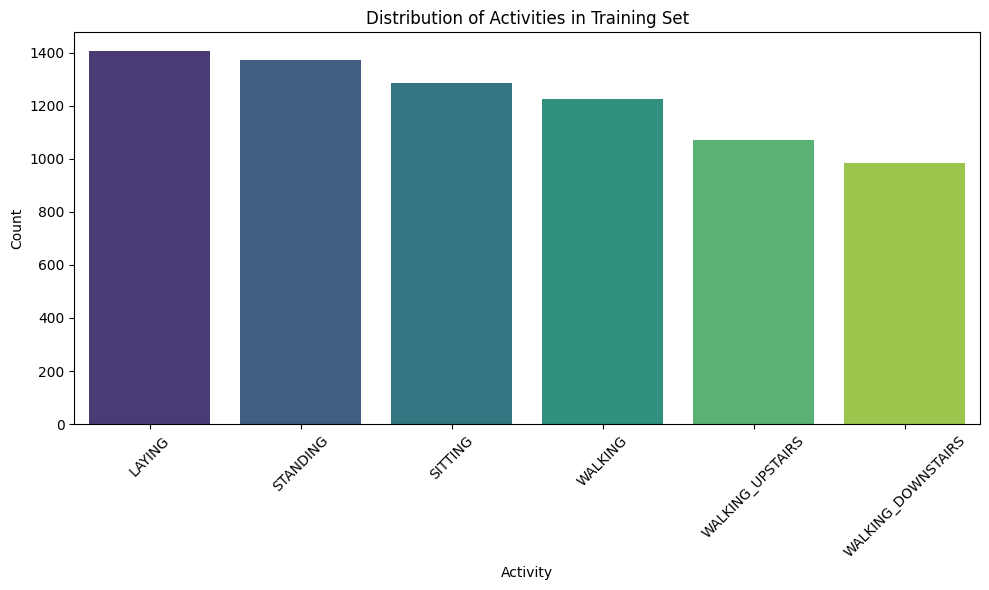 Distribution of Activities in Training Set
1400
1200
1000
800
600
400
200
0
Count
LAYING
STANDING
SITTING
WALKING
WALKING_UPSTAIRS
WALKING_DOWNSTAIRS
Activity